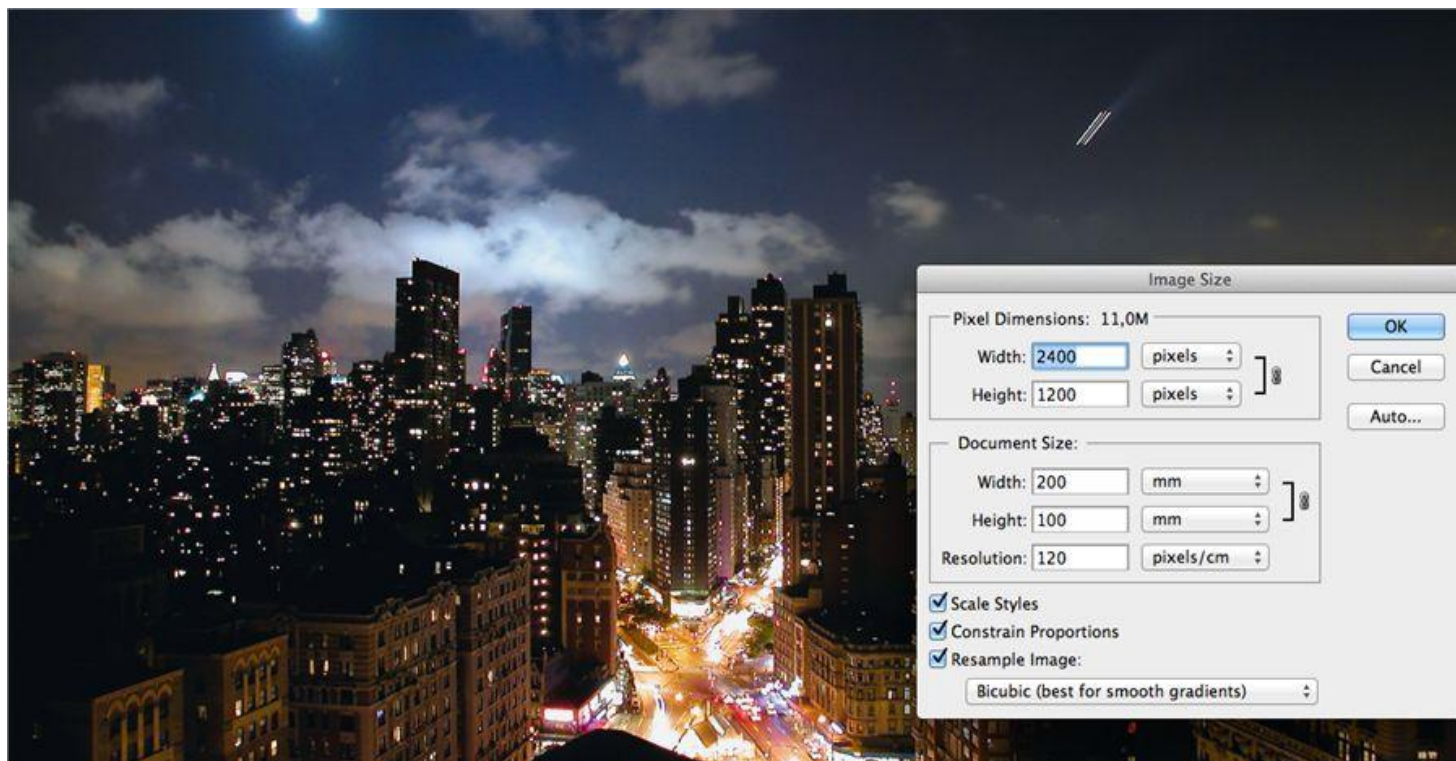 Image Size
Pixel Dimensions: 11,0M
Width: 2400 pixels
Height: 1200 pixels
OK
Cancel
Auto...
Document Size:
Width: 200 mm
Height: 100 mm
Resolution: 120 pixels/cm
Scale Styles
Constrain Proportions
Resample Image:
Bicubic (best for smooth gradients)